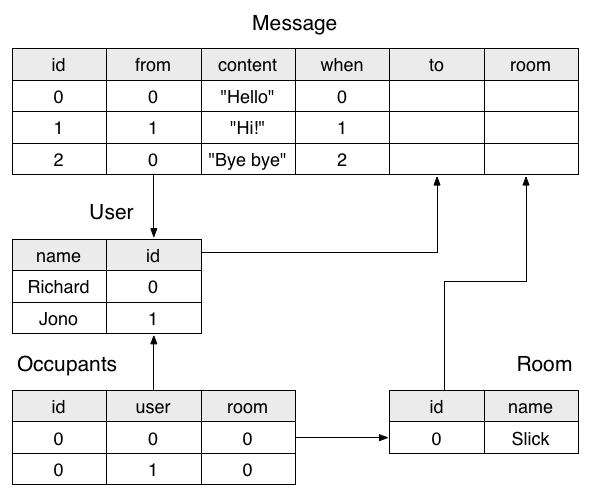 Message
id from content when to room
0 0 "Hello" 0
1 1 "Hi!" 1
2 0 "Bye bye" 2
User
name id
Richard 0
Jono 1
Occupants Room
id user room id name
0 0 0 0 Slick
0 1 0